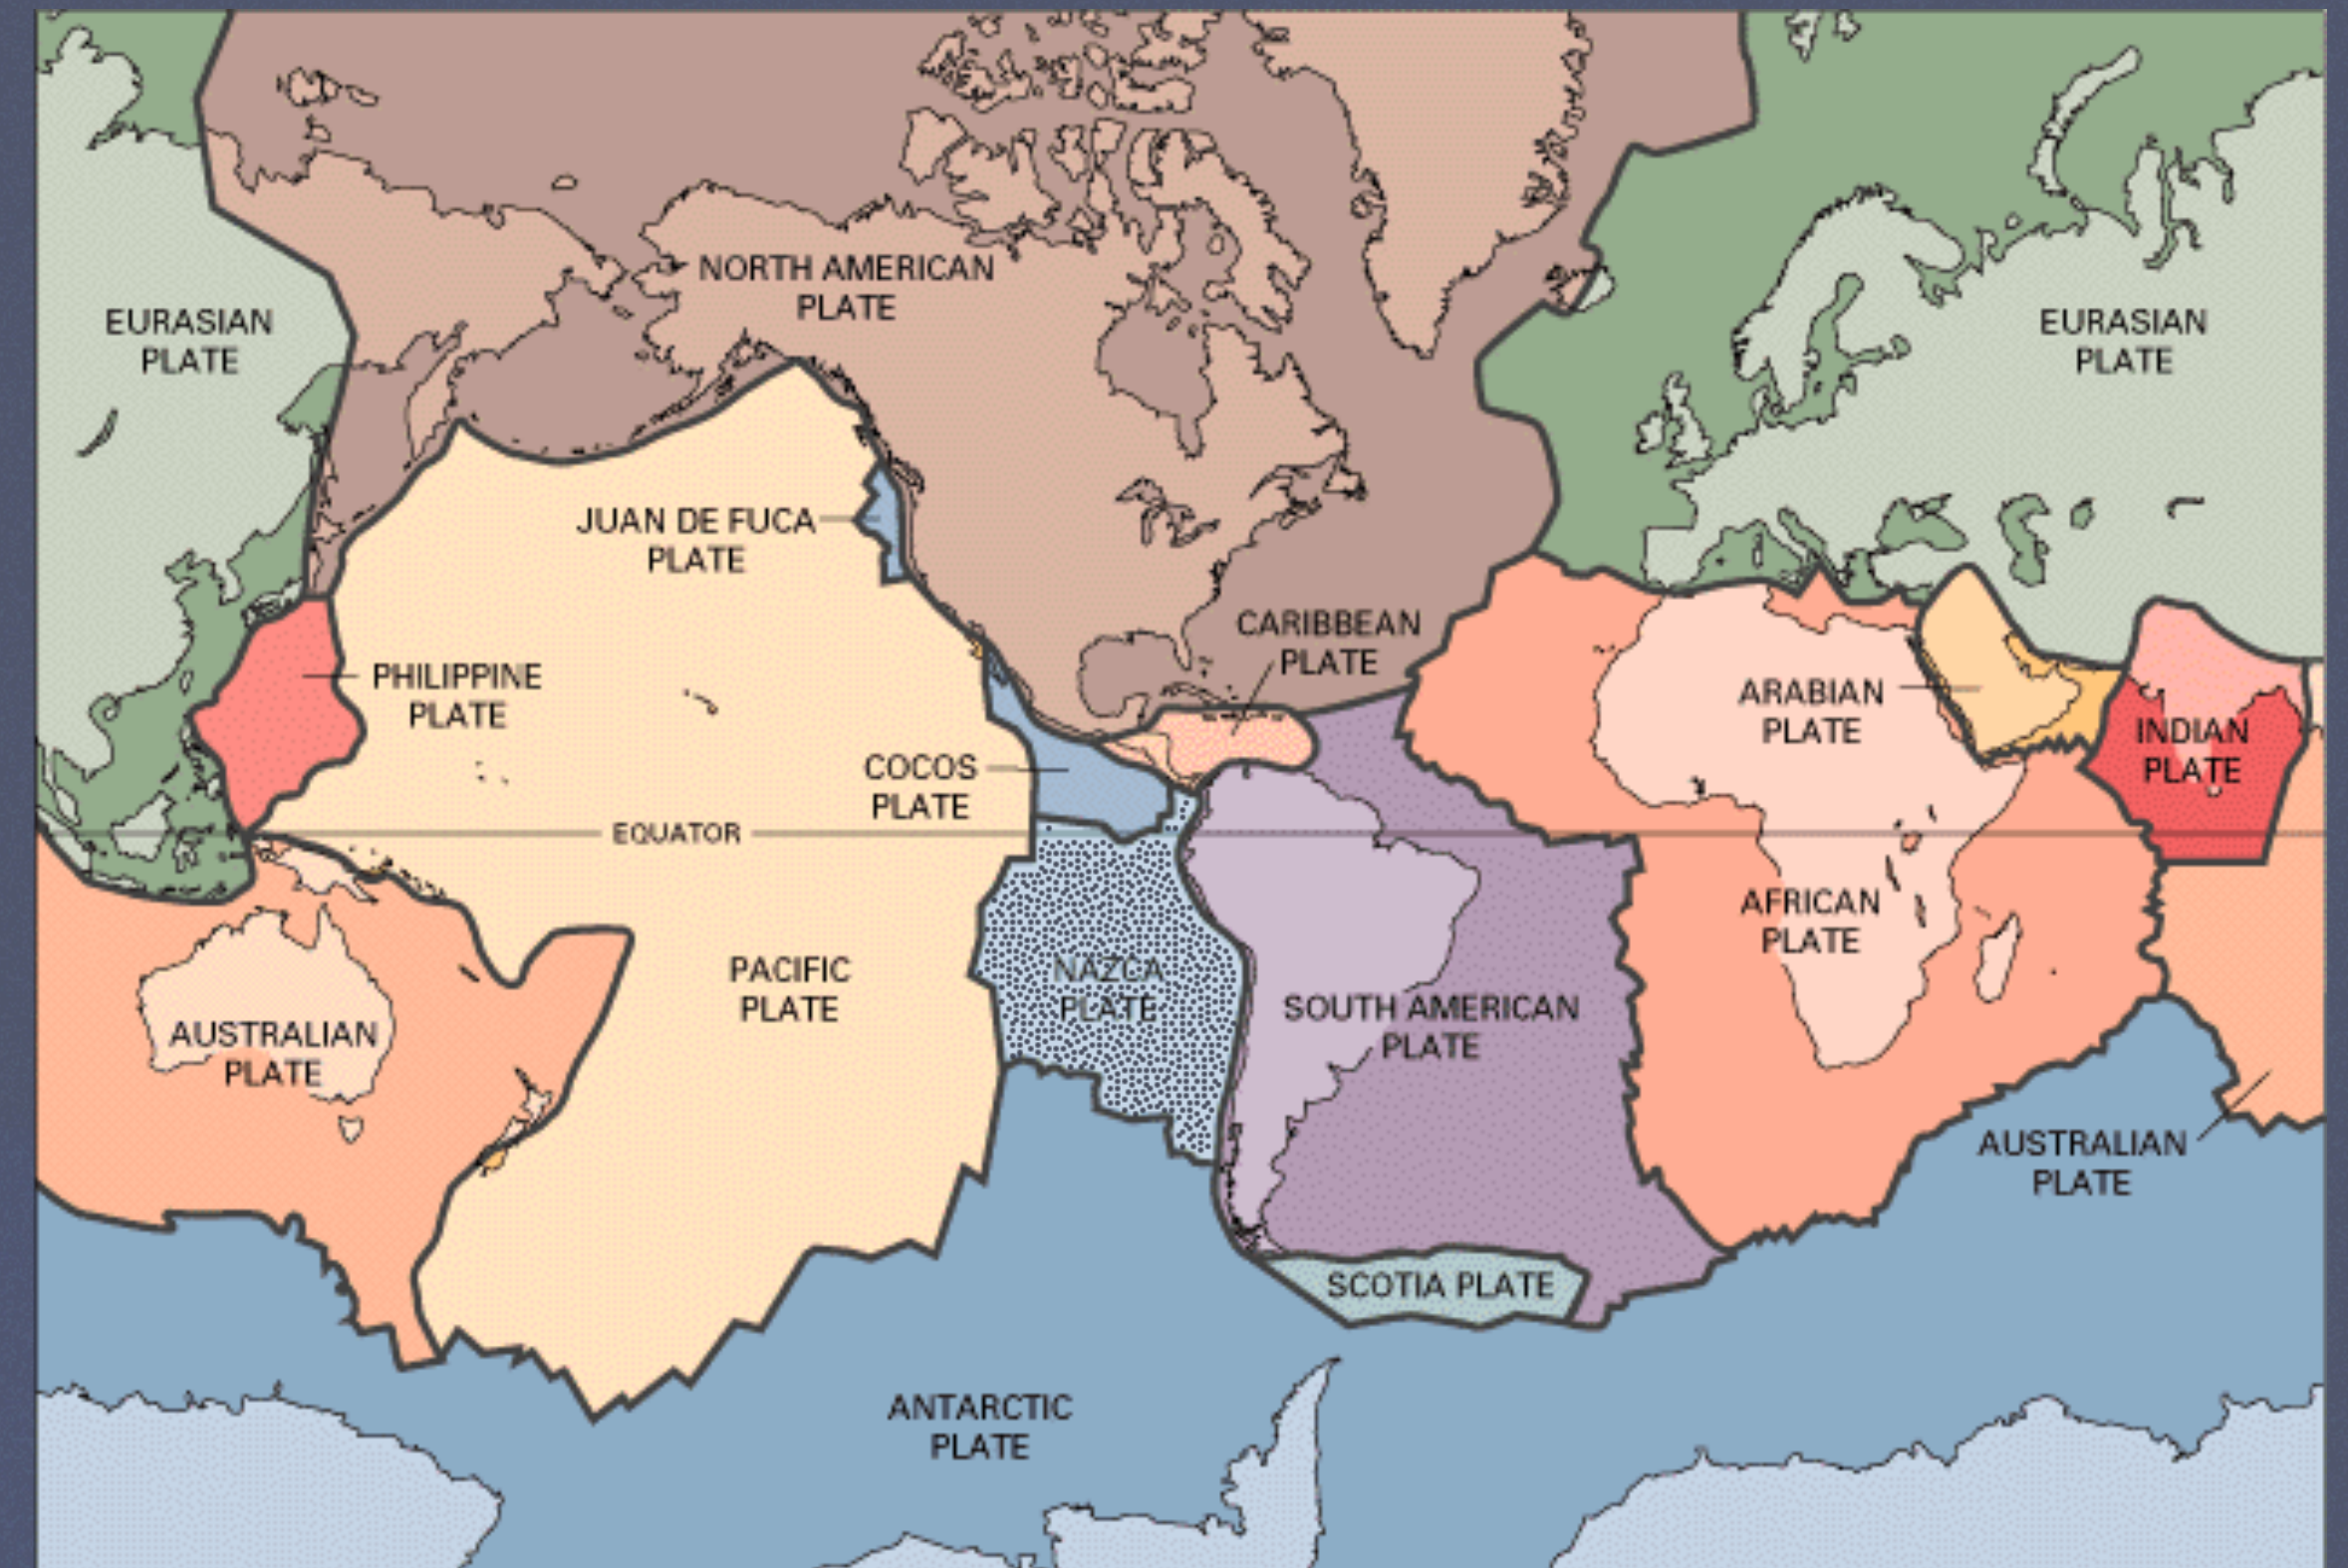 NORTH AMERICAN
PLATE
EURASIAN
PLATE
EURASIAN
PLATE
JUAN DE FUCA
PLATE
CARIBBEAN
PLATE
PHILIPPINE
PLATE
ARABIAN
PLATE
INDIAN
PLATE
COCOS
PLATE
EQUATOR
AFRICAN
PLATE
PACIFIC
PLATE
NAZCA
PLATE
SOUTH AMERICAN
PLATE
AUSTRALIAN
PLATE
AUSTRALIAN
PLATE
SCOTIA PLATE
ANTARCTIC
PLATE